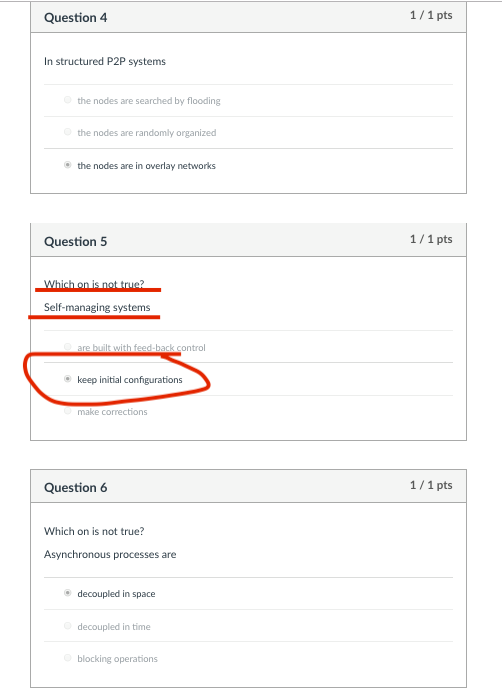 Question 4
1 / 1 pts
In structured P2P systems
the nodes are searched by flooding
the nodes are randomly organized
the nodes are in overlay networks
Question 5
1 / 1 pts
Which on is not true?
Self-managing systems
are built with feed-back control
keep initial configurations
make corrections
Question 6
1 / 1 pts
Which on is not true?
Asynchronous processes are
decoupled in space
decoupled in time
blocking operations